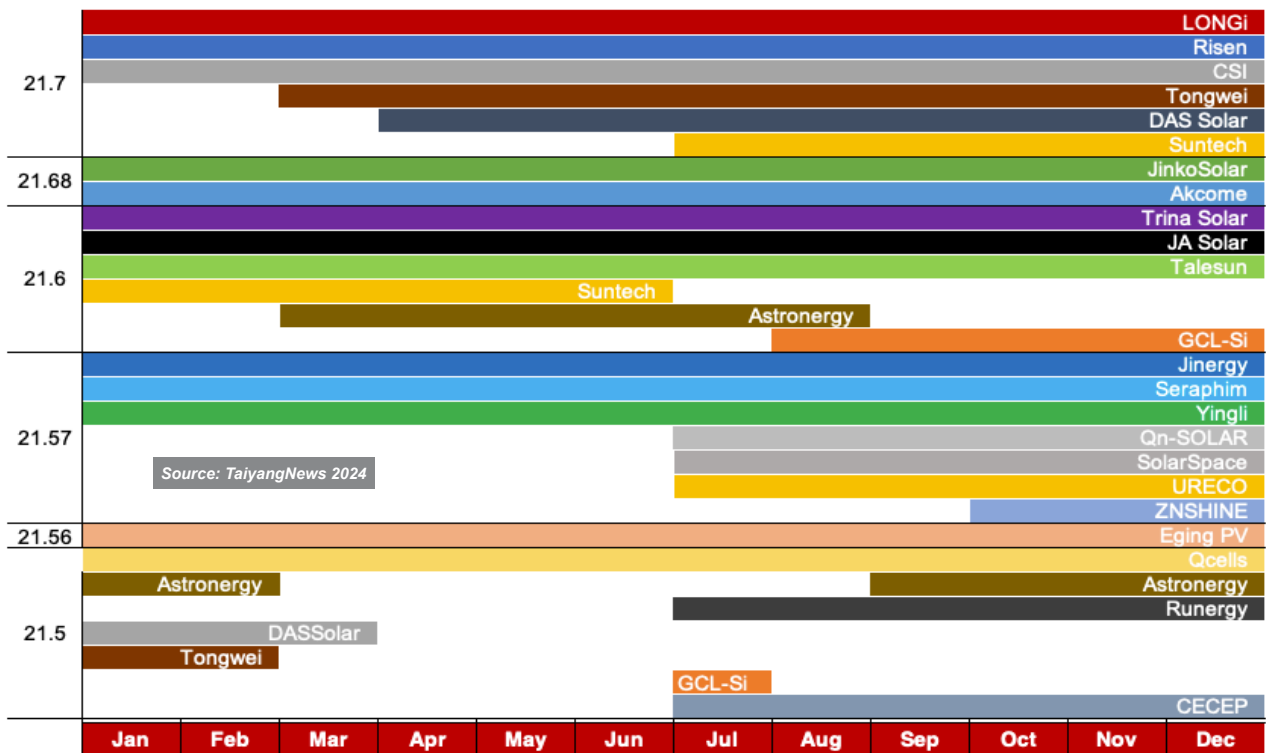 LONGi
Risen
CSI
21.7
Tongwei
DAS Solar
Suntech
JinkoSolar
21.68
Akcome
Trina Solar
JA Solar
Talesun
21.6
Suntech
Astronergy
GCL-Si
Jinergy
Seraphim
Yingli
21.57
Qn-SOLAR
SolarSpace
Source: TaiyangNews 2024
URECO
ZNSHINE
21.56
Eging PV
Qcells
Astronergy
Astronergy
Runergy
21.5
DASSolar
Tongwei
GCL-Si
CECEP
Jan Feb Mar Apr May Jun Jul Aug Sep Oct Nov Dec